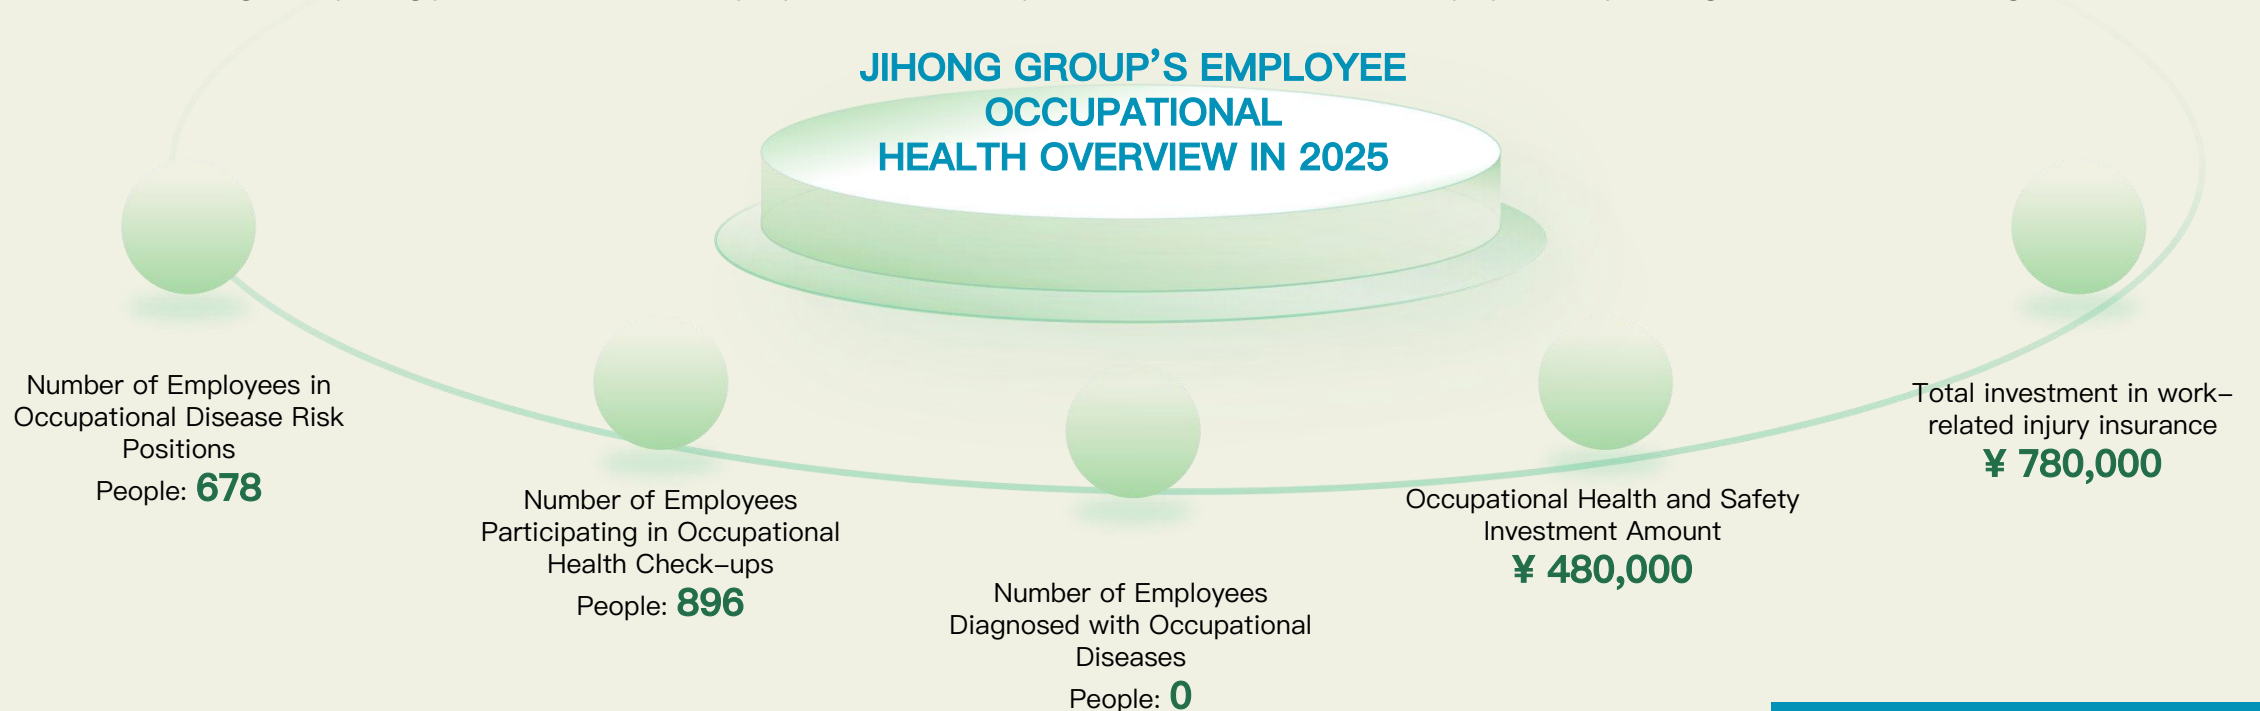 JIHONG GROUP’S EMPLOYEE
OCCUPATIONAL
HEALTH OVERVIEW IN 2025
Number of Employees in
Occupational Disease Risk
Positions
People: 678
Number of Employees
Participating in Occupational
Health Check-ups
People: 896
Number of Employees
Diagnosed with Occupational
Diseases
People: 0
Occupational Health and Safety
Investment Amount
¥ 480,000
Total investment in work-
related injury insurance
¥ 780,000